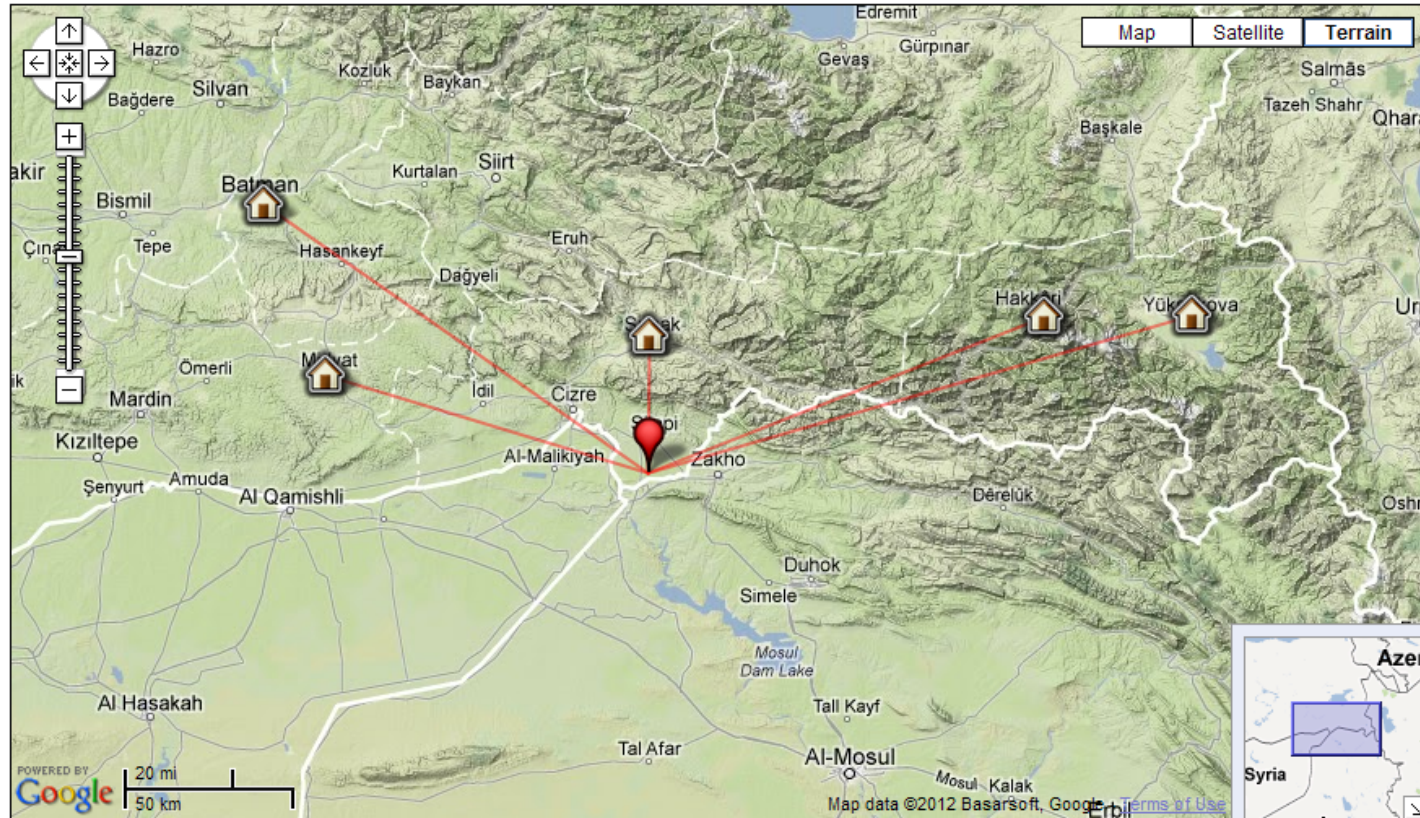 Edremit
Map
Satellite
Terrain
Hazro
Gevaş
Gürpınar
Kozluk
Baykan
Salmās
Silvan
Bağdere
Tazeh Shahr
Başkale
Siirt
Kurtalan
Batman
Bismil
Tepe
Hasankeyf
Eruh
Dağyeli
Ömerli
İdil
Cizre
Mardin
Kızıltepe
Al-Malikiyah
Zakho
Şenyurt
Amuda
Al Qamishli
Dêrelûk
Duhok
Simele
Mosul
Dam Lake
Al Hasakah
Tall Kayf
Tal Afar
Al-Mosul
Mosul
Kalak
Erbil
Syria
POWERED BY
Google
20 mi
50 km
Map data ©2012 Basarsoft, Google
Terms of Use